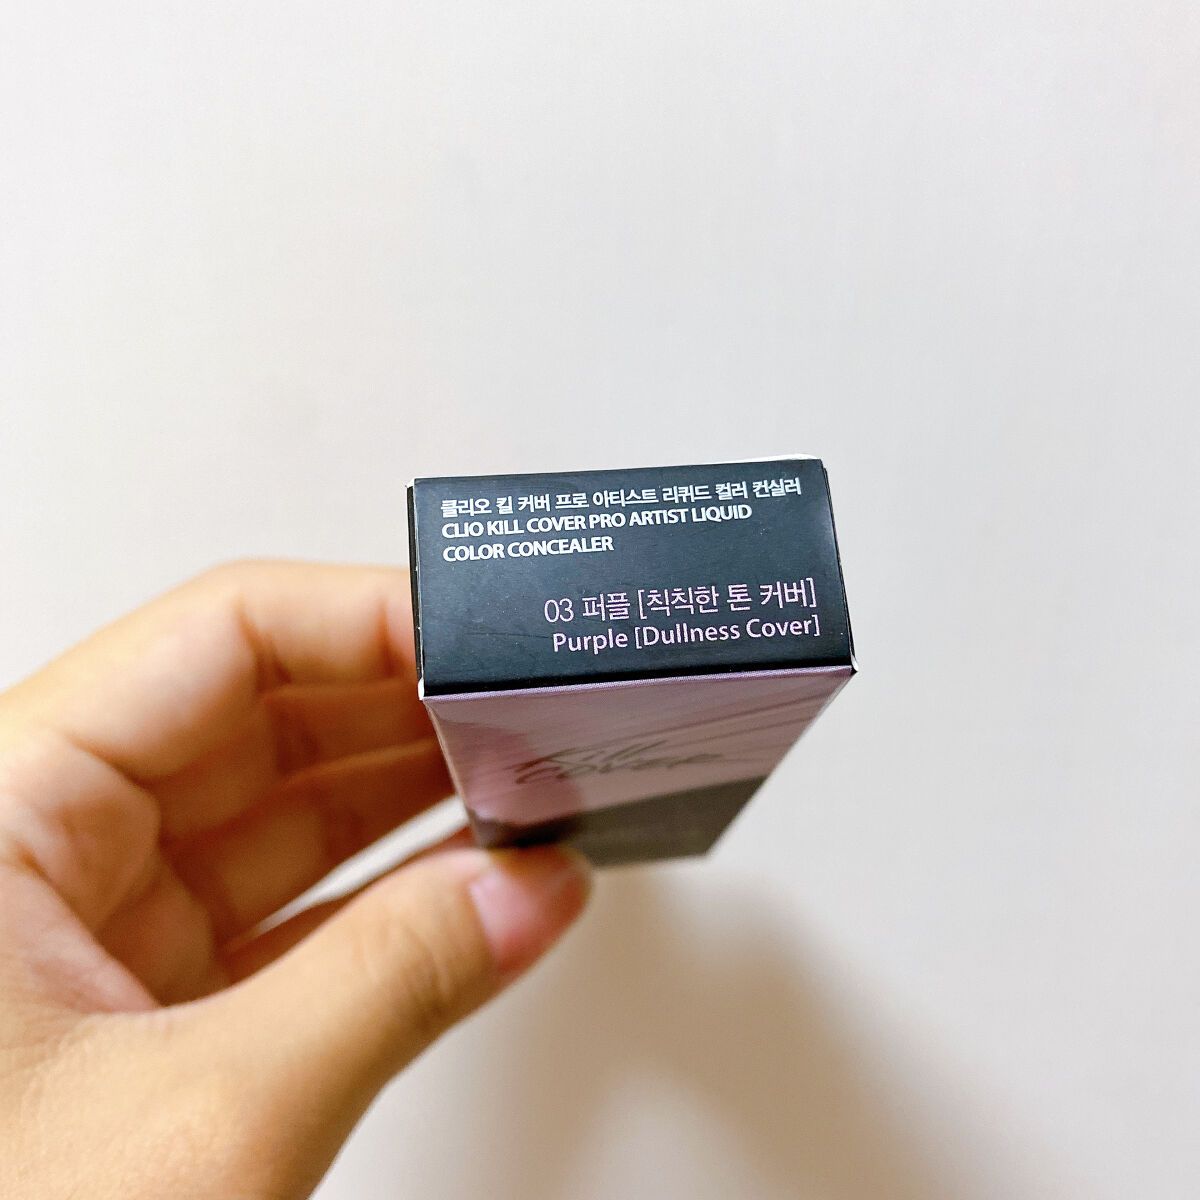 클리오 킬 커버 프로 아티스트 리퀴드 컬러 컨실러
CLIO KILL COVER PRO ARTIST LIQUID
COLOR CONCEALER
03 퍼플 [칙칙한 톤 커버]
Purple [Dullness Cover]
Kill
COVER